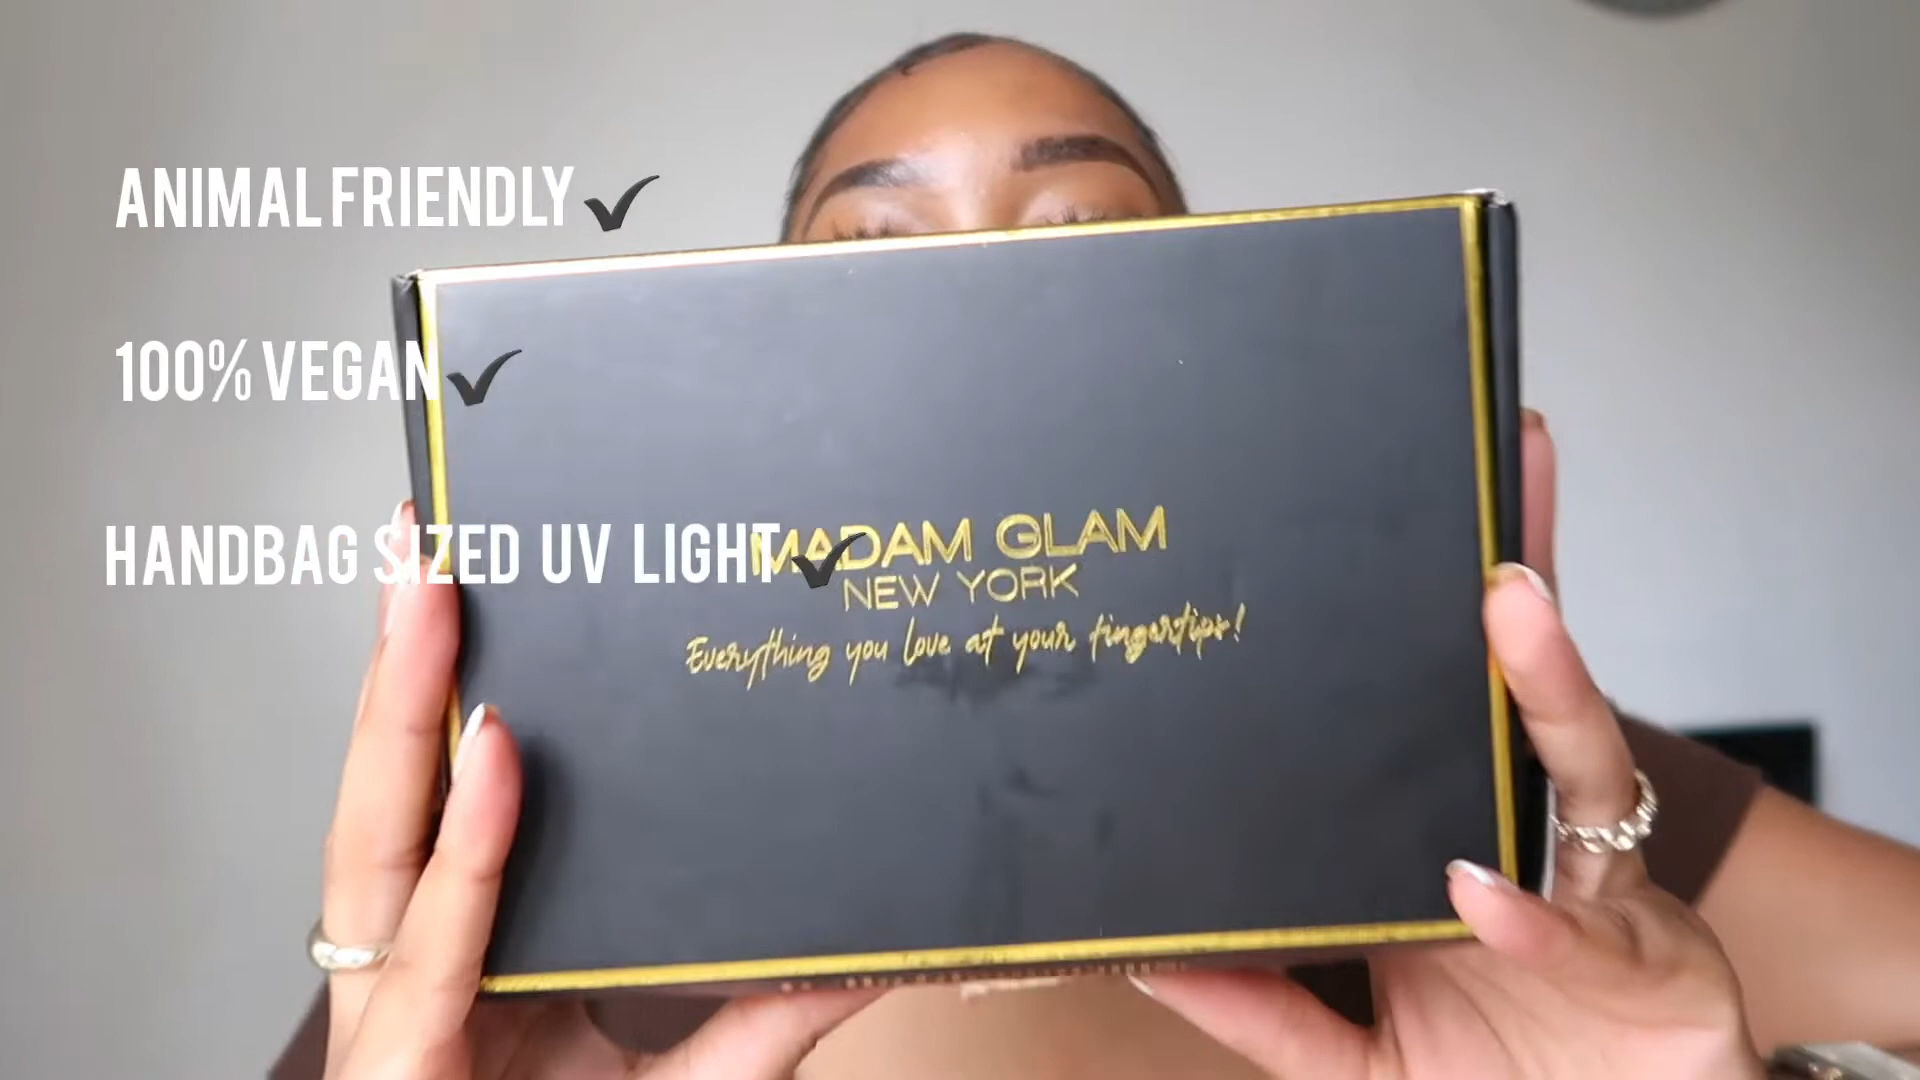 ANIMAL FRIENDLY ✔
100% VEGAN ✔
HANDBAG SIZED UV LIGHT ✔
MADAM GLAM
NEW YORK
Everything you love at your fingertips!